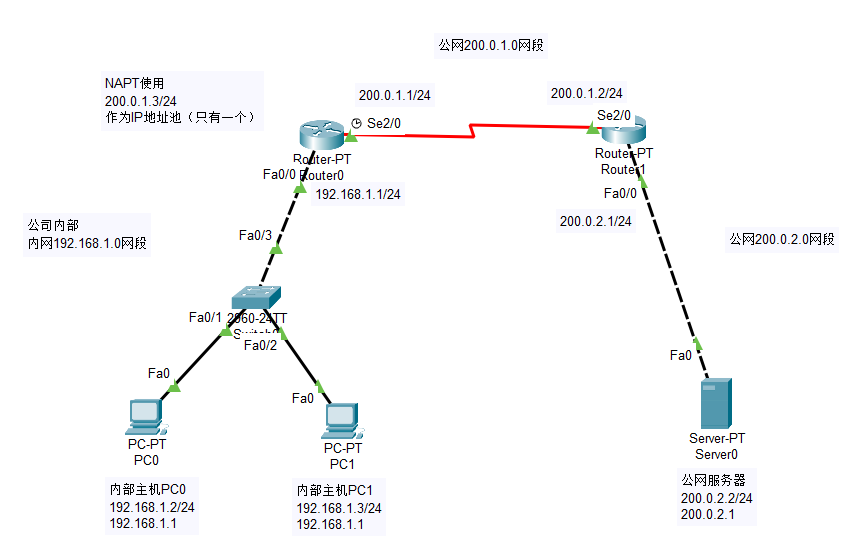 公网200.0.1.0网段
NAPT使用
200.0.1.3/24
作为IP地址池（只有一个）
200.0.1.1/24
200.0.1.2/24
Se2/0
Se2/0
Router-PT
Router0
Router-PT
Router1
Fa0/0
192.168.1.1/24
Fa0/0
200.0.2.1/24
公司内部
内网192.168.1.0网段
Fa0/3
公网200.0.2.0网段
Fa0/1
2960-24TT
Switch0
Fa0/2
Fa0
Fa0
Fa0
PC-PT
PC0
PC-PT
PC1
Server-PT
Server0
内部主机PC0
192.168.1.2/24
192.168.1.1
内部主机PC1
192.168.1.3/24
192.168.1.1
公网服务器
200.0.2.2/24
200.0.2.1